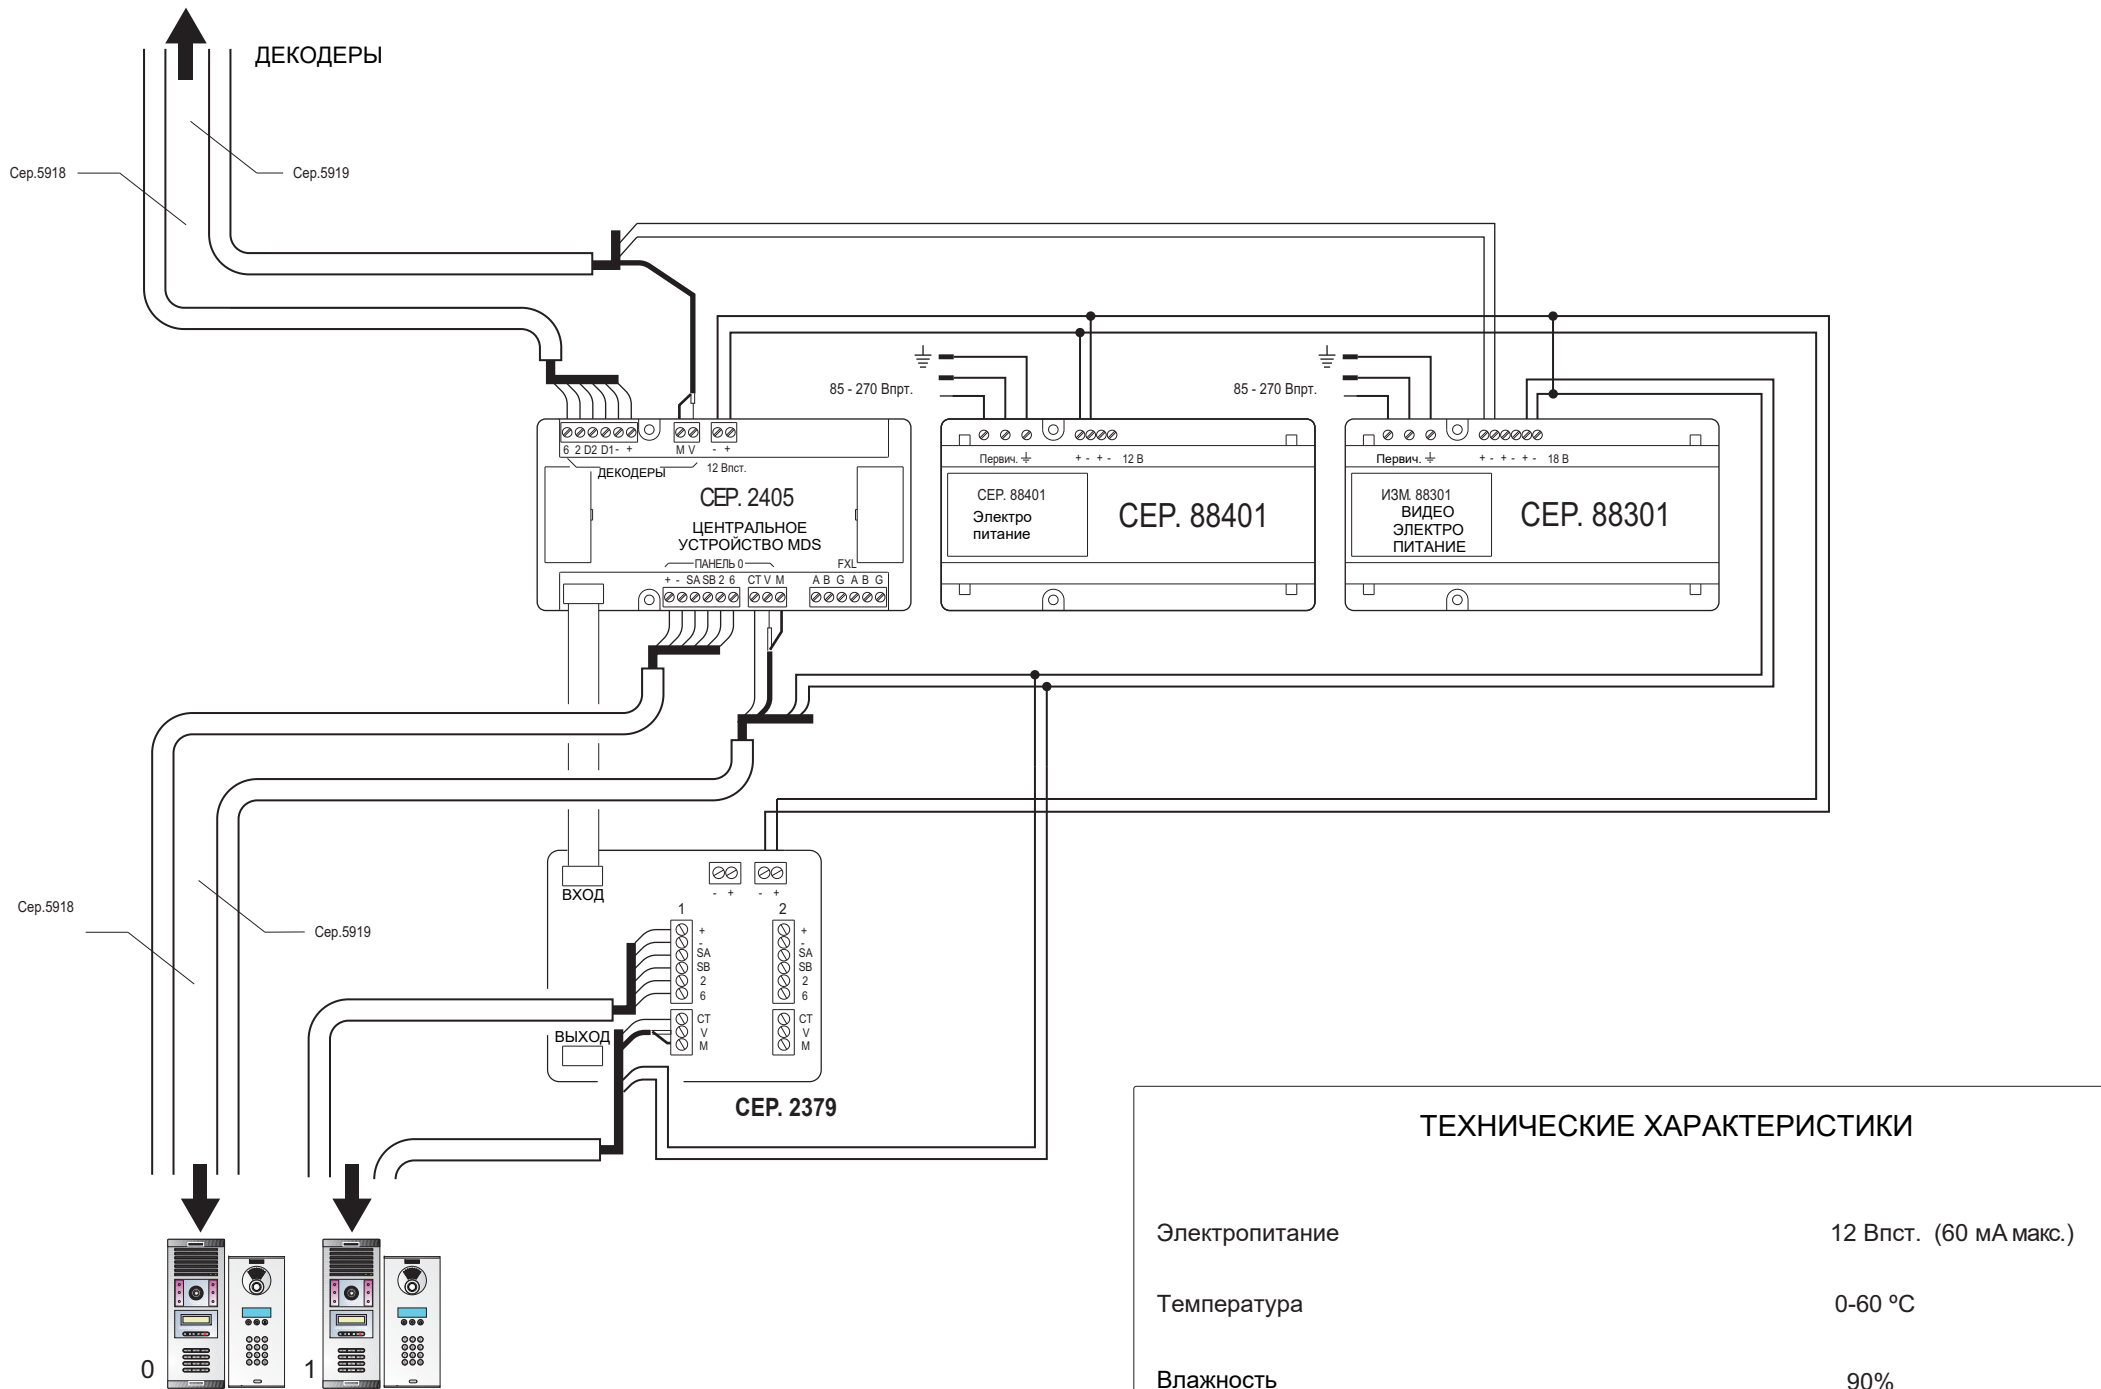 ДЕКОДЕРЫ
Сер.5918
Сер.5919
85 - 270 Впрт.
85 - 270 Впрт.
6 2 D2 D1 - +
M V
- +
ДЕКОДЕРЫ
12 Впст.
СЕР. 2405
ЦЕНТРАЛЬНОЕ
УСТРОЙСТВО MDS
ПАНЕЛЬ 0
FXL
+ - SA SB 2 6
CT V M
A B G A B G
Первич.
+ - + -
12 В
СЕР. 88401
Электро
питание
СЕР. 88401
Первич.
+ - + - + -
18 В
ИЗМ. 88301
ВИДЕО
ЭЛЕКТРО
ПИТАНИЕ
СЕР. 88301
Сер.5918
Сер.5919
ВХОД
- +
- +
1
+
-
SA
SB
2
6
CT
V
M
2
+
-
SA
SB
2
6
CT
V
M
ВЫХОД
СЕР. 2379
0
1
ТЕХНИЧЕСКИЕ ХАРАКТЕРИСТИКИ
Электропитание 12 Впст. (60 мА макс.)
Температура 0-60 ºC
Влажность 90%